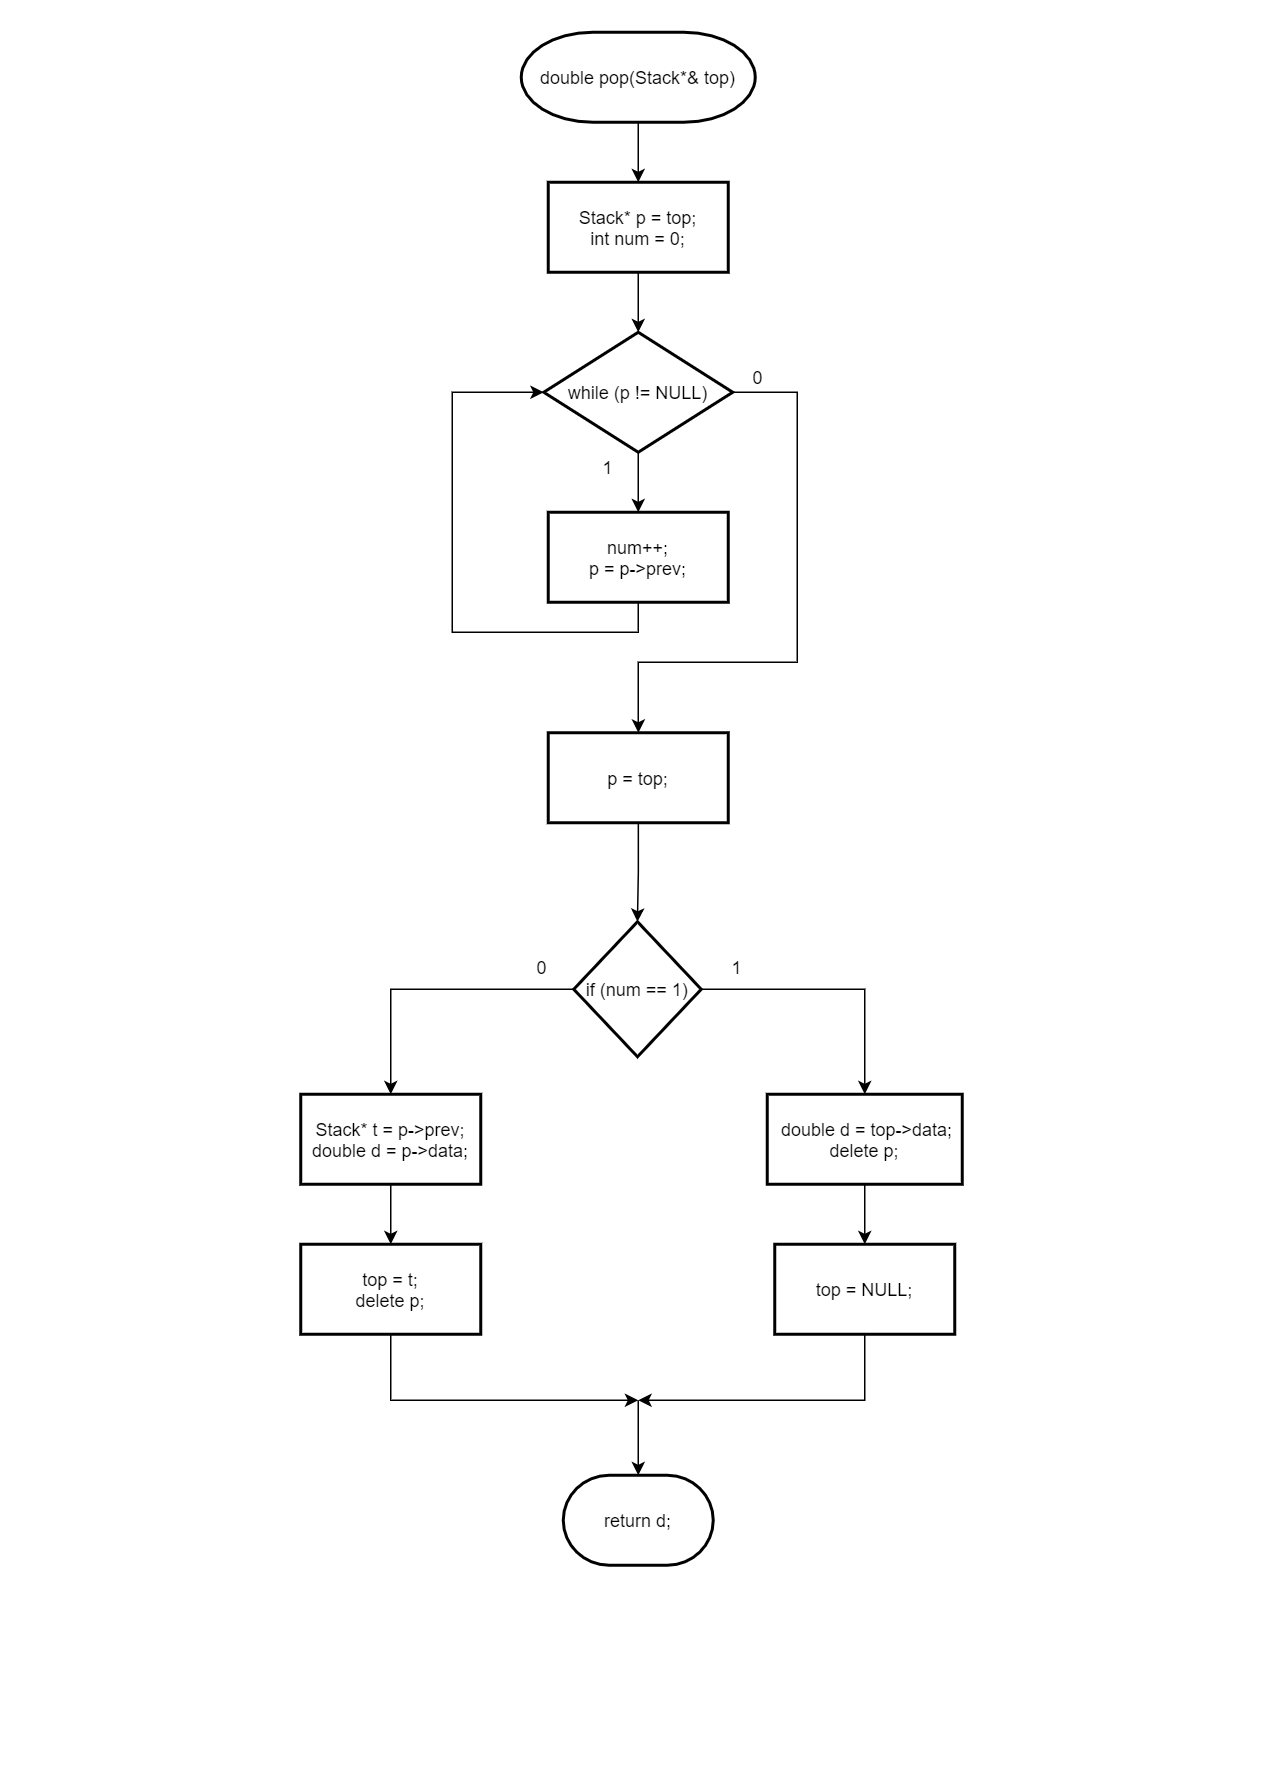 double pop(Stack*& top)
Stack* p = top;
int num = 0;
while (p != NULL)
0
1
num++;
p = p->prev;
p = top;
if (num == 1)
0
1
Stack* t = p->prev;
double d = p->data;
double d = top->data;
delete p;
top = t;
delete p;
top = NULL;
return d;